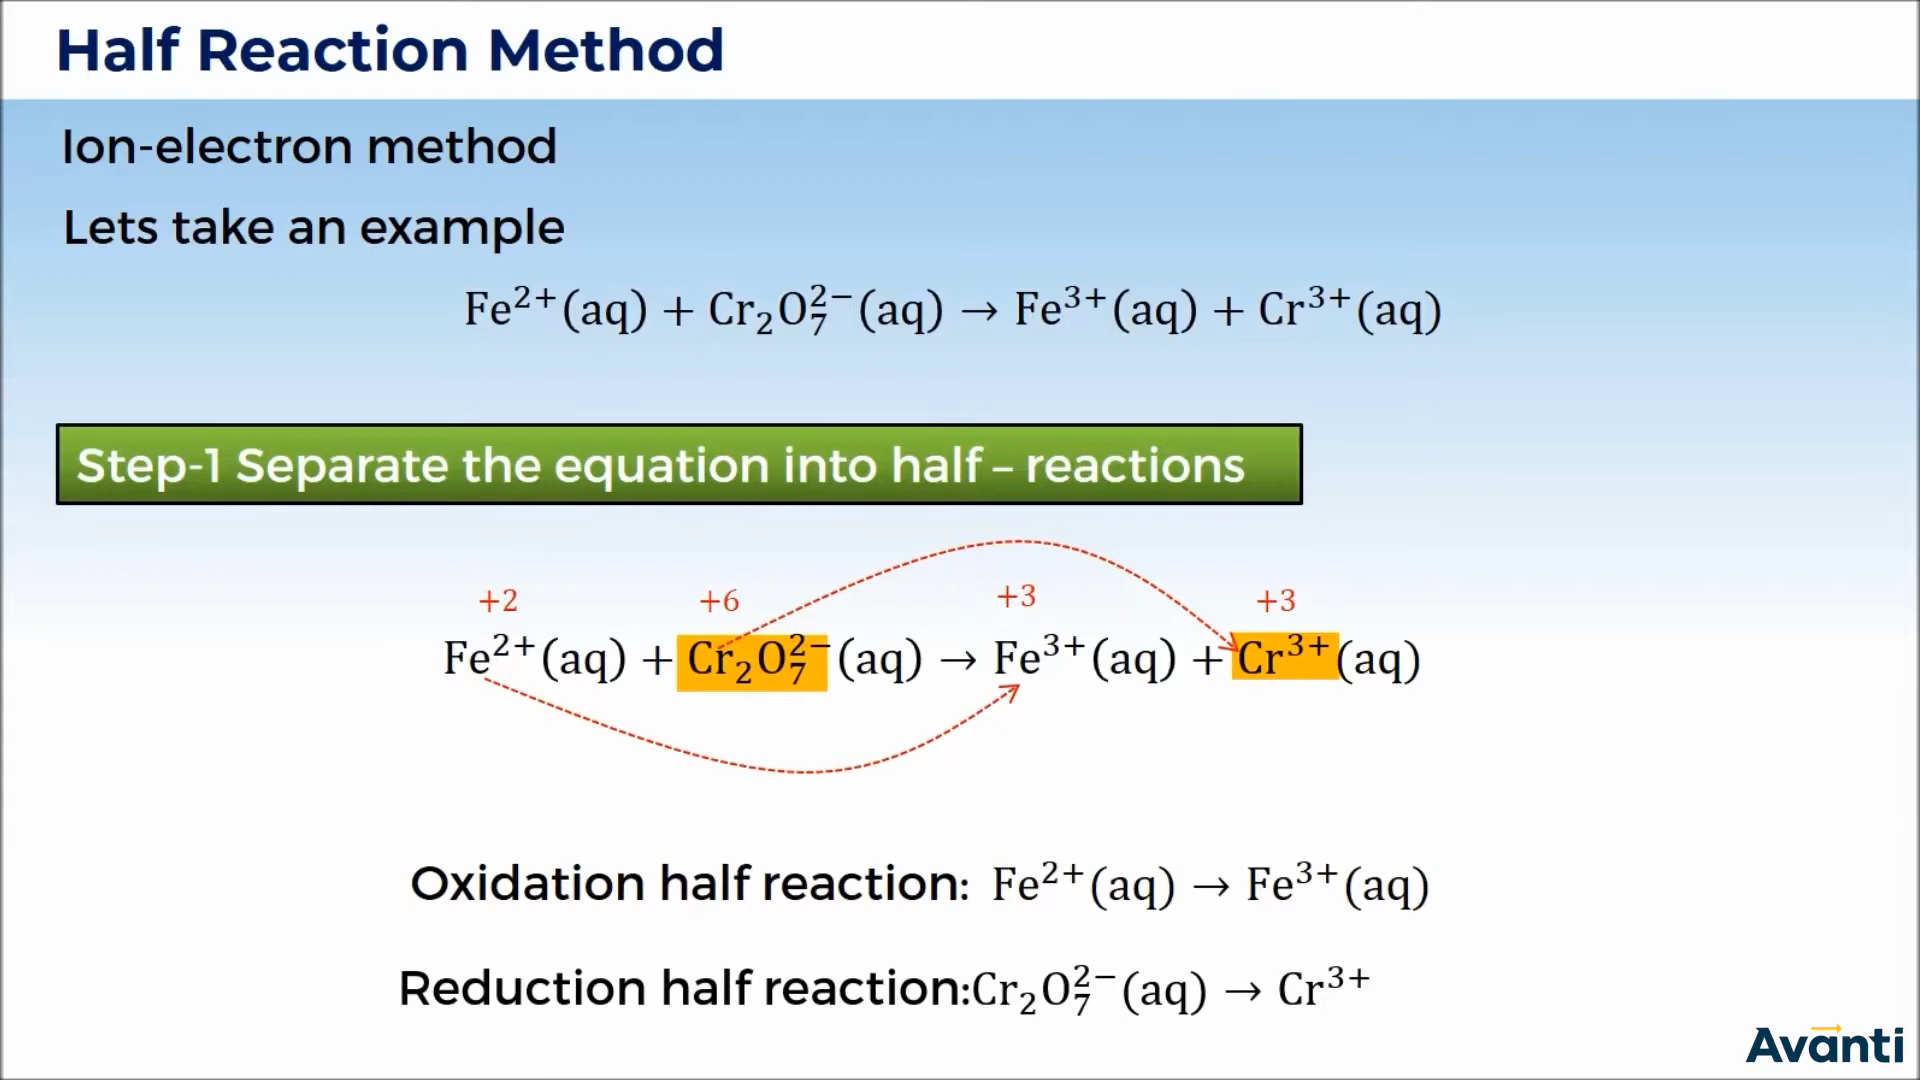 Half Reaction Method
Ion-electron method
Lets take an example
Fe²⁺(aq) + Cr₂O₇²⁻(aq) → Fe³⁺(aq) + Cr³⁺(aq)
Step-1 Separate the equation into half – reactions
+2 +6 +3 +3
Fe²⁺(aq) + Cr₂O₇²⁻(aq) → Fe³⁺(aq) + Cr³⁺(aq)
Oxidation half reaction: Fe²⁺(aq) → Fe³⁺(aq)
Reduction half reaction:Cr₂O₇²⁻(aq) → Cr³⁺
Avanti